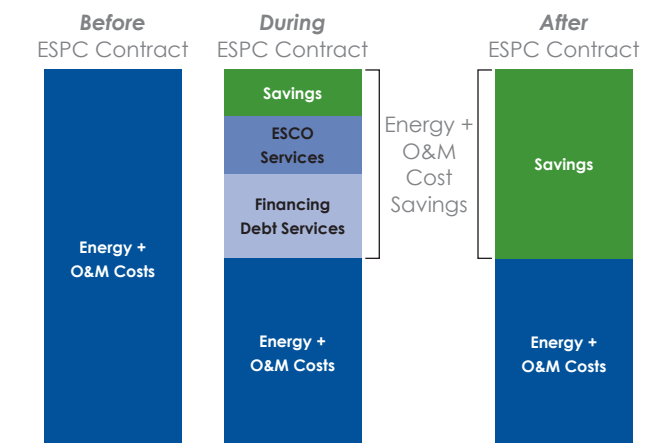 Before
ESPC Contract
Energy +
O&M Costs
During
ESPC Contract
Savings
ESCO
Services
Financing
Debt Services
Energy +
O&M Costs
Energy +
O&M
Cost
Savings
After
ESPC Contract
Savings
Energy +
O&M Costs